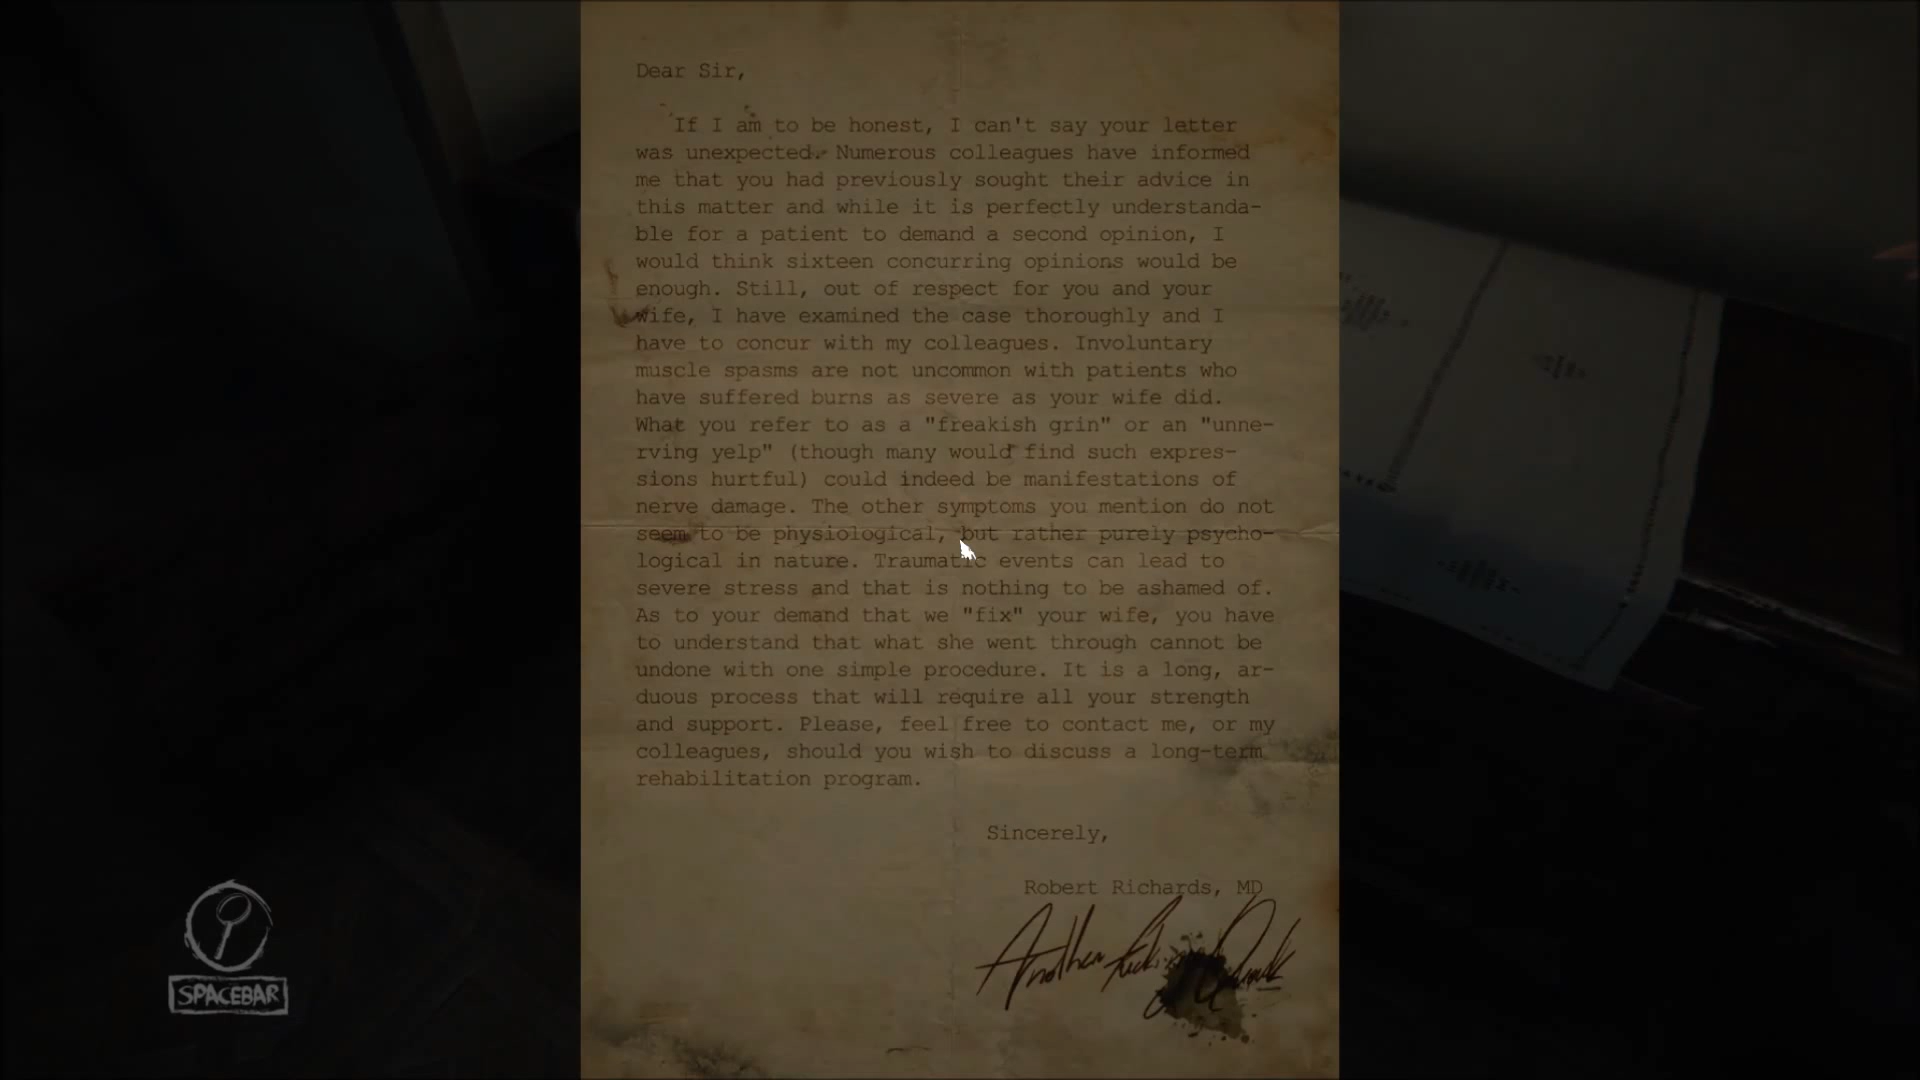 Dear Sir,
If I am to be honest, I can't say your letter
was unexpected. Numerous colleagues have informed
me that you had previously sought their advice in
this matter and while it is perfectly understanda-
ble for a patient to demand a second opinion, I
would think sixteen concurring opinions would be
enough. Still, out of respect for you and your
wife, I have examined the case thoroughly and I
have to concur with my colleagues. Involuntary
muscle spasms are not uncommon with patients who
have suffered burns as severe as your wife did.
What you refer to as a "freakish grin" or an "unne-
rving yelp" (though many would find such expres-
sions hurtful) could indeed be manifestations of
nerve damage. The other symptoms you mention do not
seem to be physiological, but rather purely psycho-
logical in nature. Traumatic events can lead to
severe stress and that is nothing to be ashamed of.
As to your demand that we "fix" your wife, you have
to understand that what she went through cannot be
undone with one simple procedure. It is a long, ar-
duous process that will require all your strength
and support. Please, feel free to contact me, or my
colleagues, should you wish to discuss a long-term
rehabilitation program.
Sincerely,
Robert Richards, MD
Another
SPACEBAR